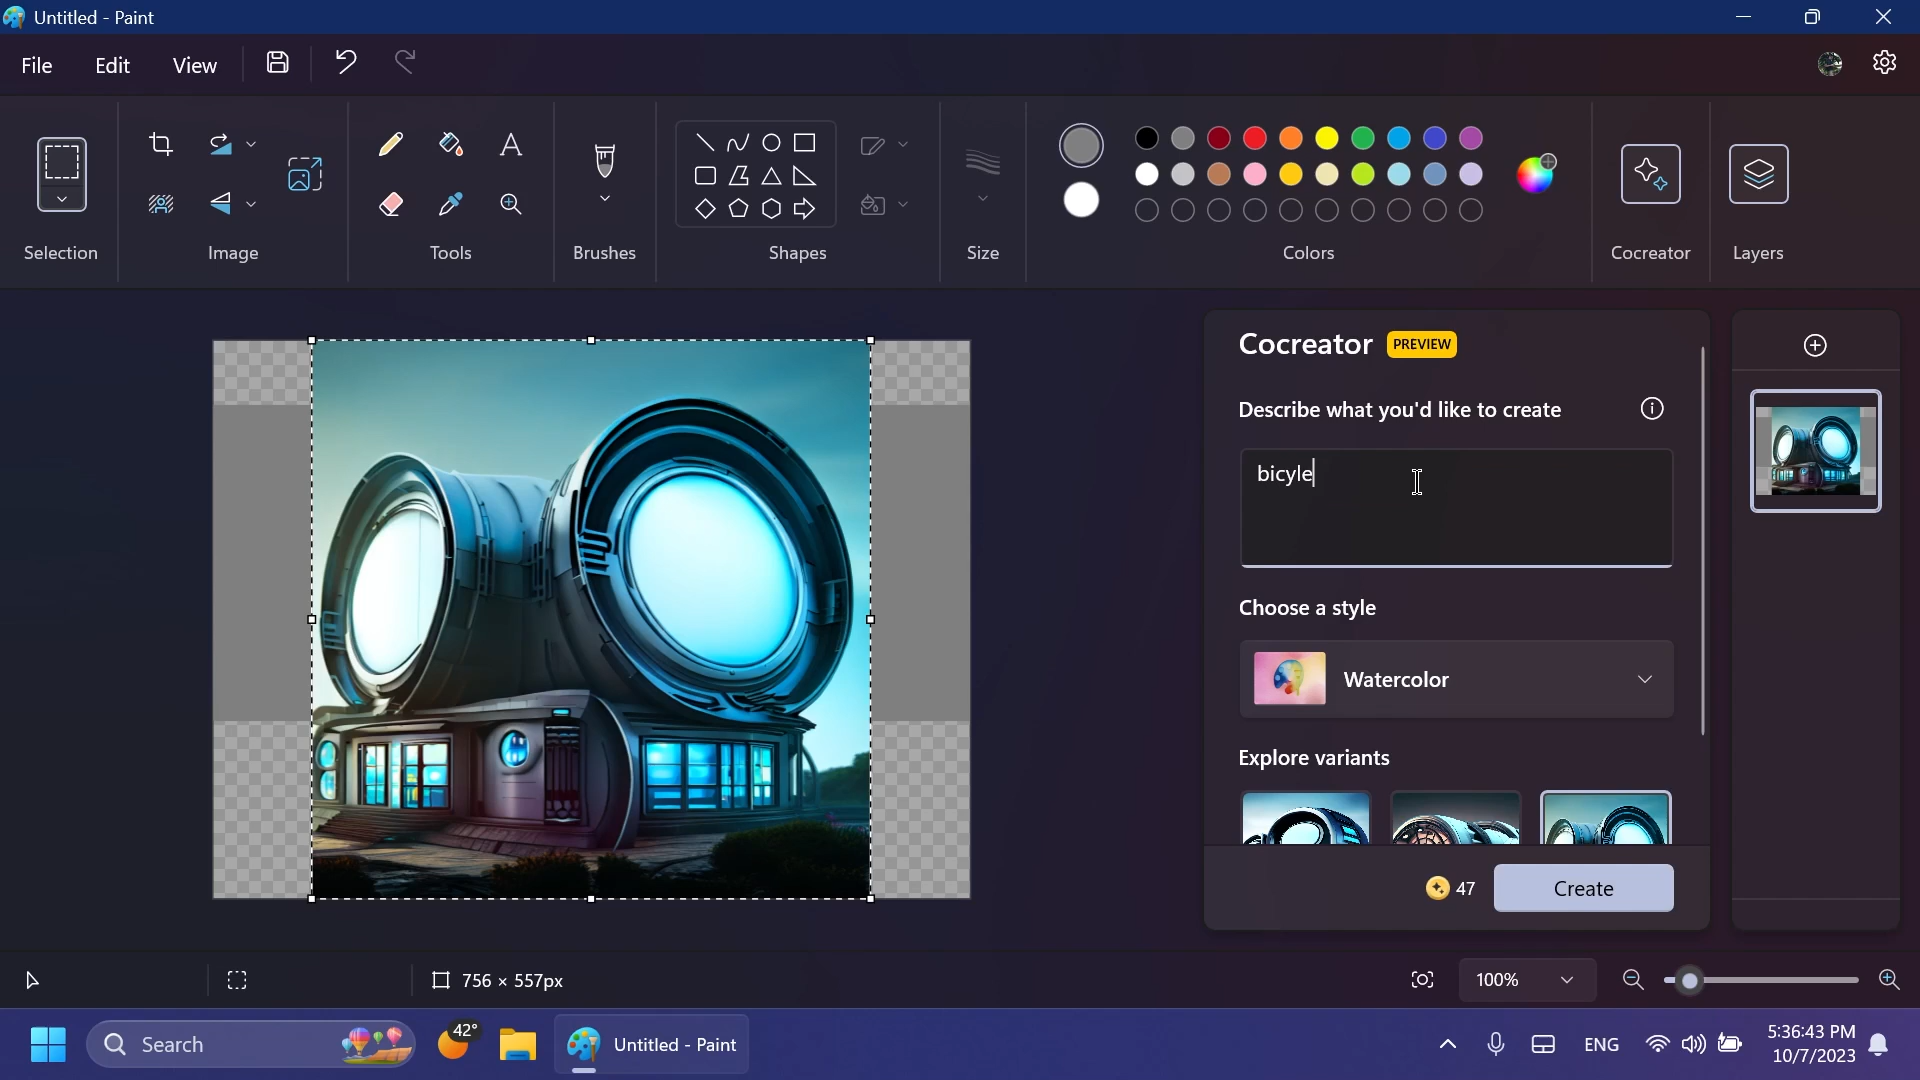 Untitled - Paint
File Edit View
Selection Image Tools Brushes Shapes Size Colors Cocreator Layers
Cocreator PREVIEW
Describe what you'd like to create
bicyle
Choose a style
Watercolor
Explore variants
47 Create
756 × 557px 100%
Search 42° Untitled - Paint ENG 5:36:43 PM
10/7/2023